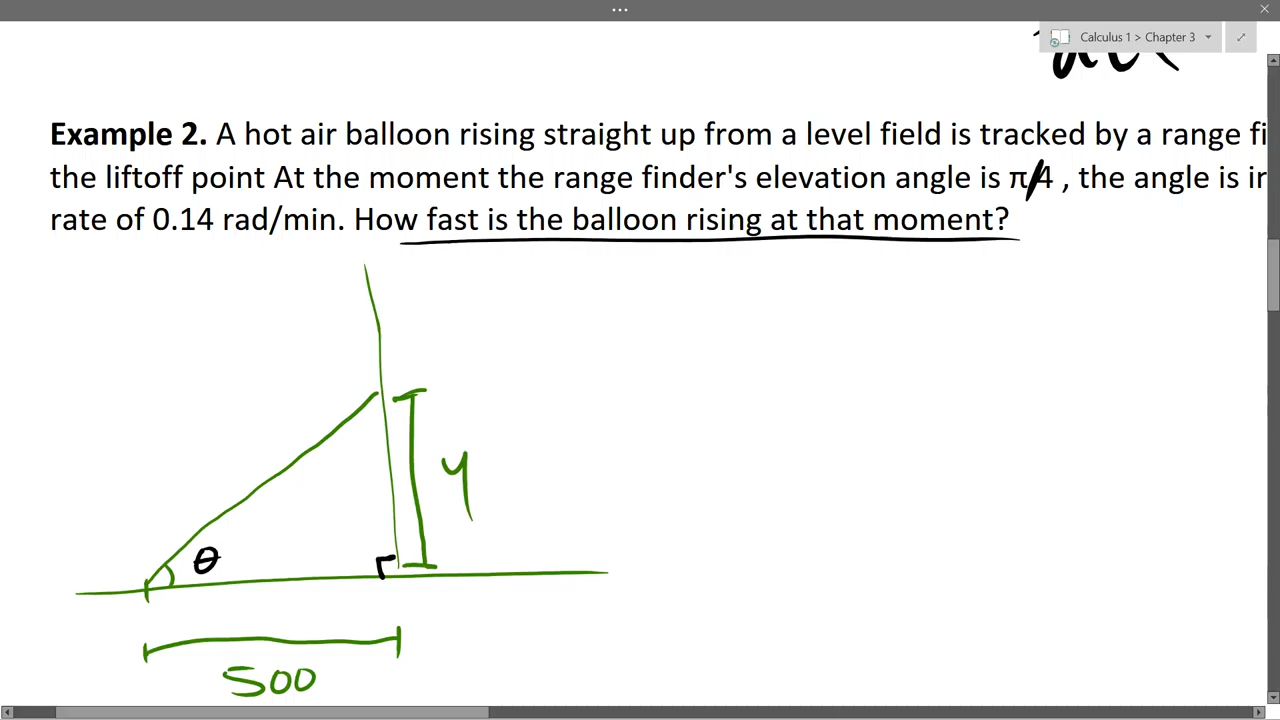 Calculus 1 > Chapter 3
Example 2. A hot air balloon rising straight up from a level field is tracked by a range fi
the liftoff point At the moment the range finder's elevation angle is π/4 , the angle is ir
rate of 0.14 rad/min. How fast is the balloon rising at that moment?
y
θ
500